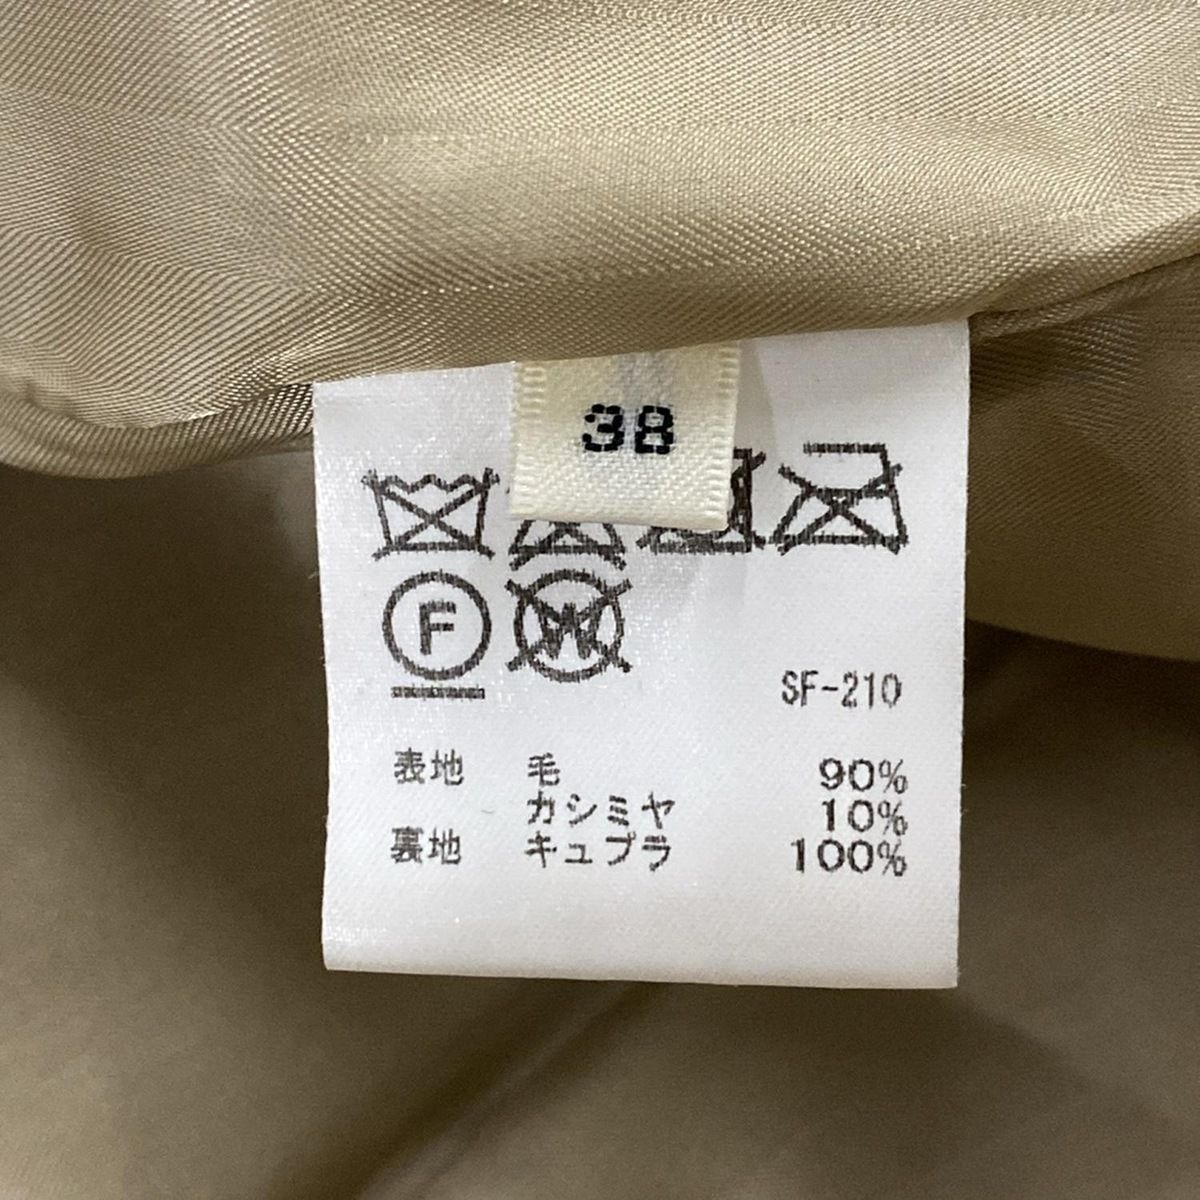 38
F W
SF-210
表地 毛 90%
カシミヤ 10%
裏地 キュプラ 100%